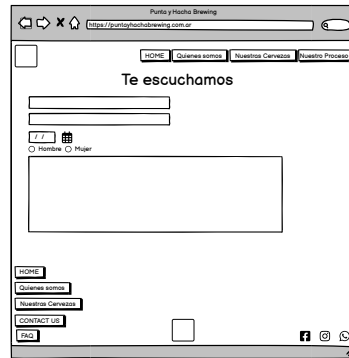 Punta y Hacha Brewing
https://puntayhachabrewing.com.ar
HOME Quienes somos Nuestras Cervezas Nuestro Proceso
Te escuchamos
/ /
Hombre Mujer
HOME
Quienes somos
Nuestras Cervezas
CONTACT US
FAQ